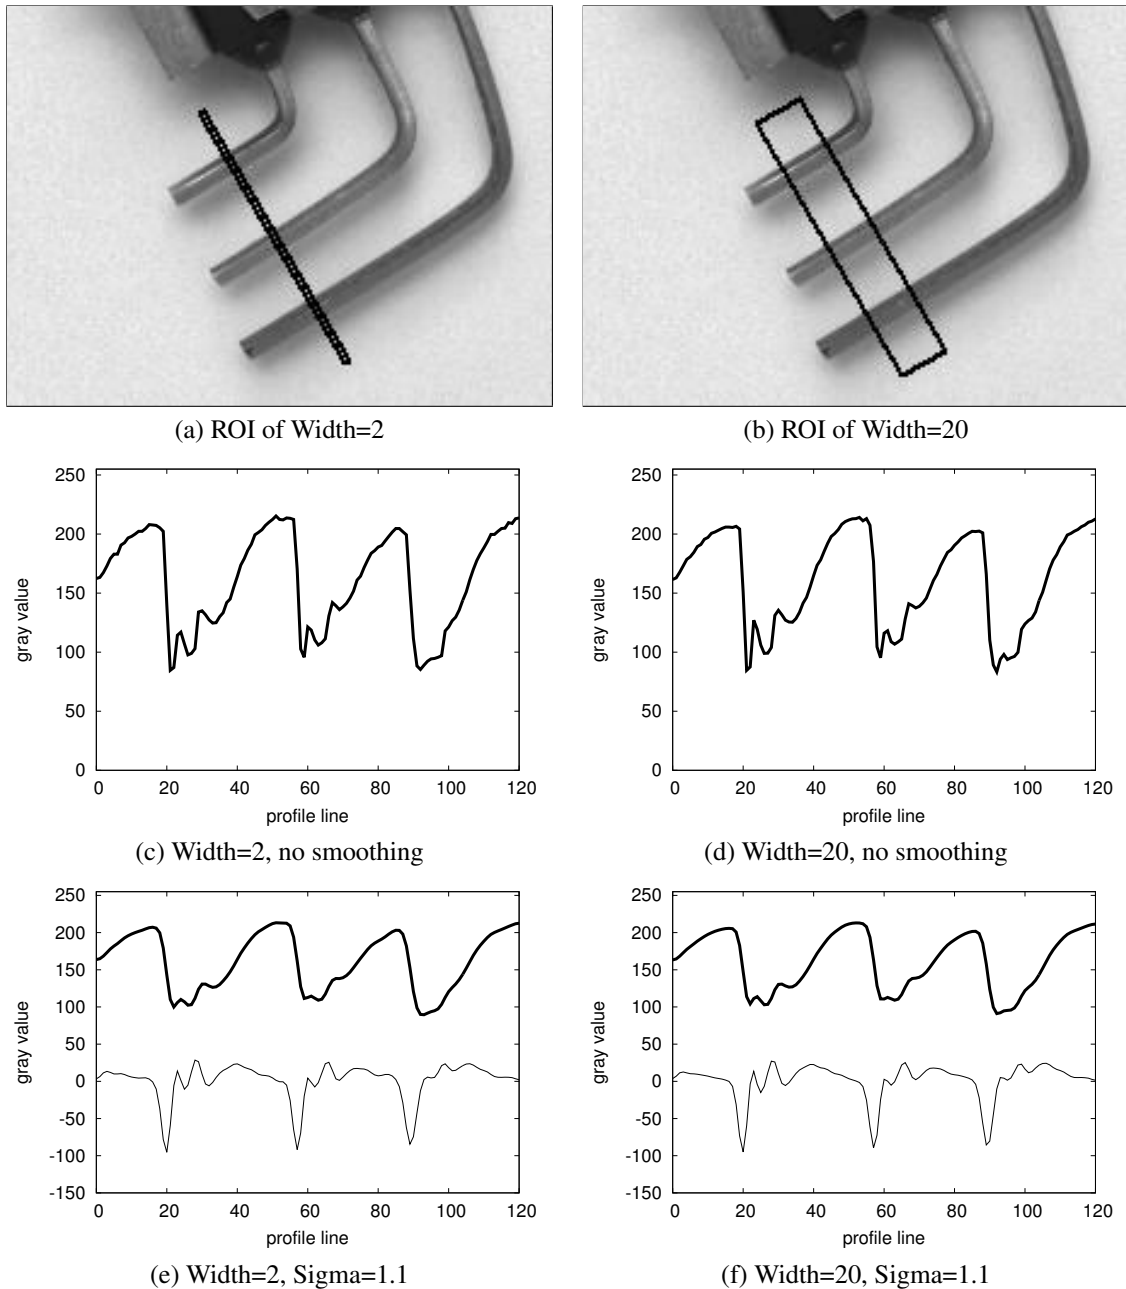 (a) ROI of Width=2
(b) ROI of Width=20
250
200
150
100
50
0
gray value
0 20 40 60 80 100 120
profile line
(c) Width=2, no smoothing
250
200
150
100
50
0
gray value
0 20 40 60 80 100 120
profile line
(d) Width=20, no smoothing
250
200
150
100
50
0
-50
-100
-150
gray value
0 20 40 60 80 100 120
profile line
(e) Width=2, Sigma=1.1
250
200
150
100
50
0
-50
-100
-150
gray value
0 20 40 60 80 100 120
profile line
(f) Width=20, Sigma=1.1